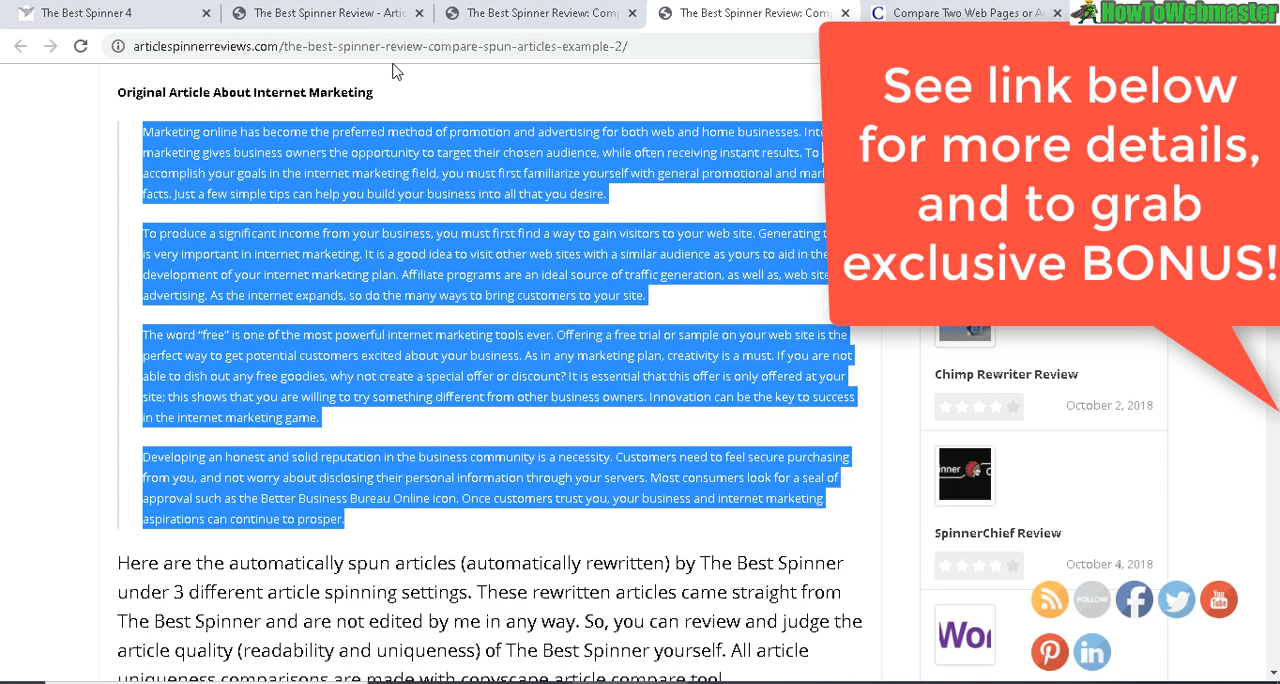 The Best Spinner 4
The Best Spinner Review - Artic
The Best Spinner Review: Com
The Best Spinner Review: Com
Compare Two Web Pages or A
HowToWebmaster
articlespinnerreviews.com/the-best-spinner-review-compare-spun-articles-example-2/
See link below
for more details,
and to grab
exclusive BONUS!
Original Article About Internet Marketing
Marketing online has become the preferred method of promotion and advertising for both web and home businesses. Inte
marketing gives business owners the opportunity to target their chosen audience, while often receiving instant results. To
accomplish your goals in the internet marketing field, you must first familiarize yourself with general promotional and mark
facts. Just a few simple tips can help you build your business into all that you desire.
To produce a significant income from your business, you must first find a way to gain visitors to your web site. Generating t
is very important in internet marketing. It is a good idea to visit other web sites with a similar audience as yours to aid in the
development of your internet marketing plan. Affiliate programs are an ideal source of traffic generation, as well as, web site
advertising. As the internet expands, so do the many ways to bring customers to your site.
The word “free” is one of the most powerful internet marketing tools ever. Offering a free trial or sample on your web site is the
perfect way to get potential customers excited about your business. As in any marketing plan, creativity is a must. If you are not
able to dish out any free goodies, why not create a special offer or discount? It is essential that this offer is only offered at your
site; this shows that you are willing to try something different from other business owners. Innovation can be the key to success
in the internet marketing game.
Developing an honest and solid reputation in the business community is a necessity. Customers need to feel secure purchasing
from you, and not worry about disclosing their personal information through your servers. Most consumers look for a seal of
approval such as the Better Business Bureau Online icon. Once customers trust you, your business and internet marketing
aspirations can continue to prosper.
Here are the automatically spun articles (automatically rewritten) by The Best Spinner
under 3 different article spinning settings. These rewritten articles came straight from
The Best Spinner and are not edited by me in any way. So, you can review and judge the
article quality (readability and uniqueness) of The Best Spinner yourself. All article
uniqueness comparisons are made with copyscape article compare tool
Chimp Rewriter Review
October 2, 2018
inner
SpinnerChief Review
October 4, 2018
FOLLOW
You
Tube
Wor
in